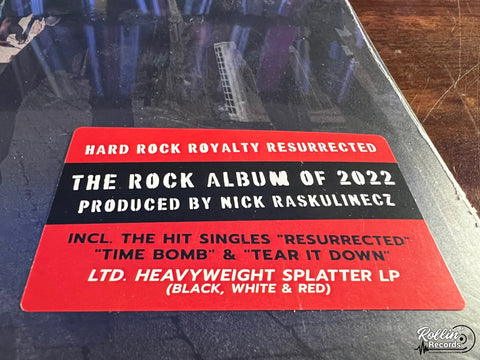 HARD ROCK ROYALTY RESURRECTED
THE ROCK ALBUM OF 2022
PRODUCED BY NICK RASKULINECZ
INCL. THE HIT SINGLES "RESURRECTED"
"TIME BOMB" & "TEAR IT DOWN"
LTD. HEAVYWEIGHT SPLATTER LP
(BLACK, WHITE & RED)
Rollin'
Records